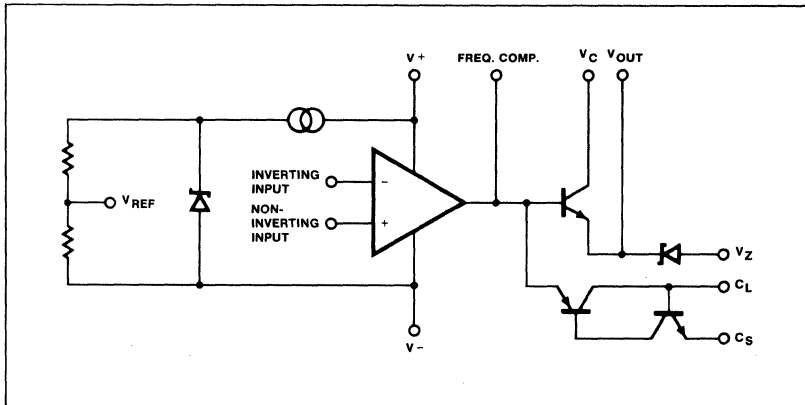 V+
FREQ. COMP.
VC
VOUT
INVERTING
INPUT
-
VREF
NON-
INVERTING
INPUT
+
VZ
CL
CS
V-